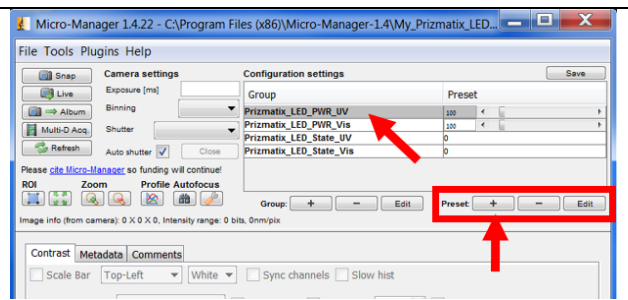 Micro-Manager 1.4.22 - C:\Program Files (x86)\Micro-Manager-1.4\My_Prizmatix_LED...
File Tools Plugins Help
Snap
Live
Album
Multi-D Acq.
Refresh
Camera settings
Exposure [ms]
Binning
Shutter
Auto shutter
Close
Configuration settings
Save
Group Preset
Prizmatix_LED_PWR_UV 100
Prizmatix_LED_PWR_Vis 100
Prizmatix_LED_State_UV 0
Prizmatix_LED_State_Vis 0
Please cite Micro-Manager so funding will continue!
ROI Zoom Profile Autofocus
Group: + - Edit Preset: + - Edit
Image info (from camera): 0 X 0 X 0, Intensity range: 0 bits, 0nm/pix
Contrast Metadata Comments
Scale Bar Top-Left White Sync channels Slow hist